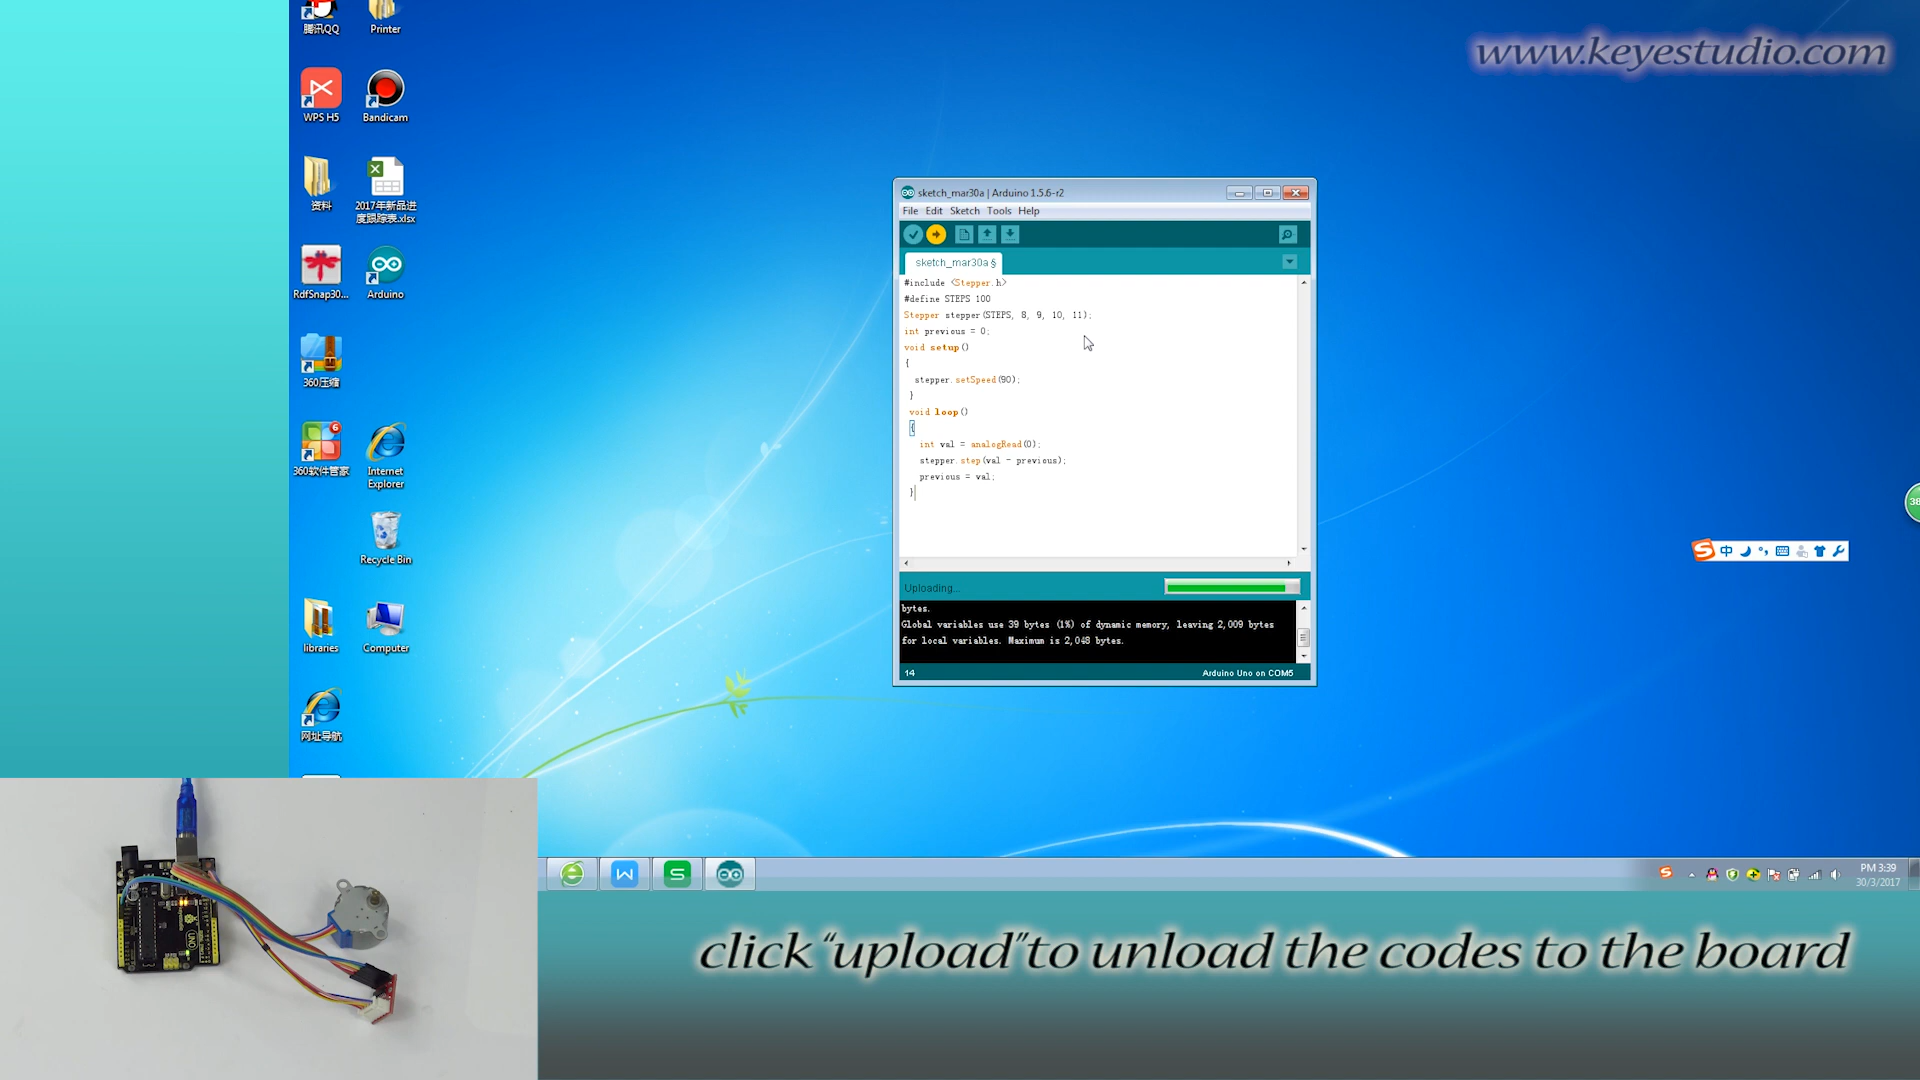 www.keyestudio.com
腾讯QQ
Printer
WPS H5
Bandicam
资料
2017年新品进
度跟踪表.xlsx
RdfSnap30...
Arduino
360压缩
6
360软件管家
Internet
Explorer
Recycle Bin
libraries
Computer
网址导航
sketch_mar30a | Arduino 1.5.6-r2
File Edit Sketch Tools Help
sketch_mar30a §
#include <Stepper.h>
#define STEPS 100
Stepper stepper(STEPS, 8, 9, 10, 11);
int previous = 0;
void setup()
{
stepper.setSpeed(90);
}
void loop()
{
int val = analogRead(0);
stepper.step(val - previous);
previous = val;
}
Uploading...
bytes.
Global variables use 39 bytes (1%) of dynamic memory, leaving 2,009 bytes
for local variables. Maximum is 2,048 bytes.
14
Arduino Uno on COM5
38
中
PM 3:39
30/3/2017
UNO
click “upload”to unload the codes to the board